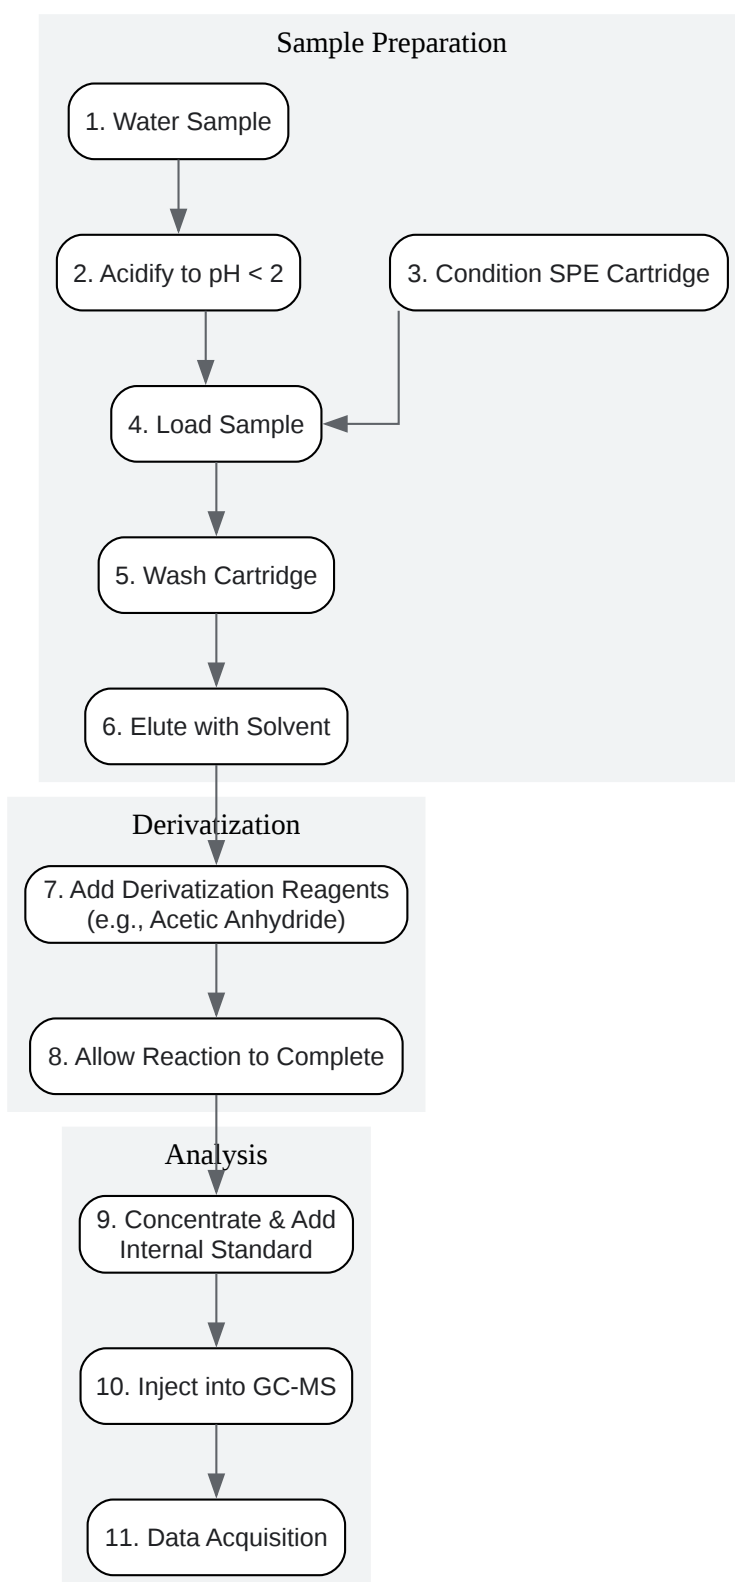 Sample Preparation
1. Water Sample
2. Acidify to pH < 2
3. Condition SPE Cartridge
4. Load Sample
5. Wash Cartridge
6. Elute with Solvent
Derivatization
7. Add Derivatization Reagents
(e.g., Acetic Anhydride)
8. Allow Reaction to Complete
Analysis
9. Concentrate & Add
Internal Standard
10. Inject into GC-MS
11. Data Acquisition